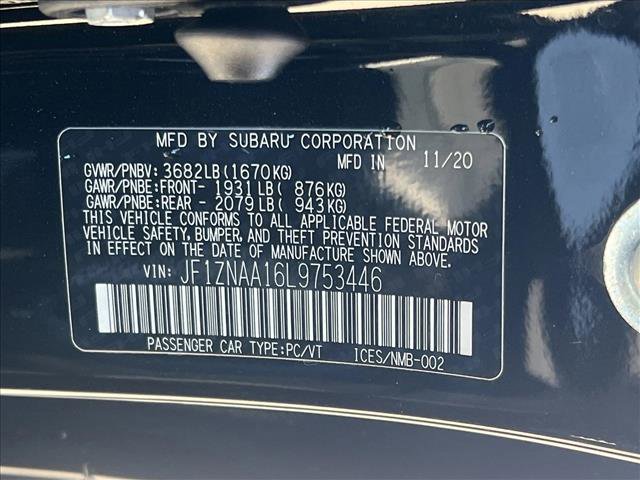 MFD BY SUBARU CORPORATION
MFD IN 11/20
GVWR/PNBV: 3682LB(1670KG)
GAWR/PNBE:FRONT- 1931LB( 876KG)
GAWR/PNBE:REAR - 2079LB( 943KG)
THIS VEHICLE CONFORMS TO ALL APPLICABLE FEDERAL MOTOR
VEHICLE SAFETY, BUMPER, AND THEFT PREVENTION STANDARDS
IN EFFECT ON THE DATE OF MANUFACTURE SHOWN ABOVE.
VIN: JF1ZNAA16L9753446
PASSENGER CAR TYPE:PC/VT ICES/NMB-002